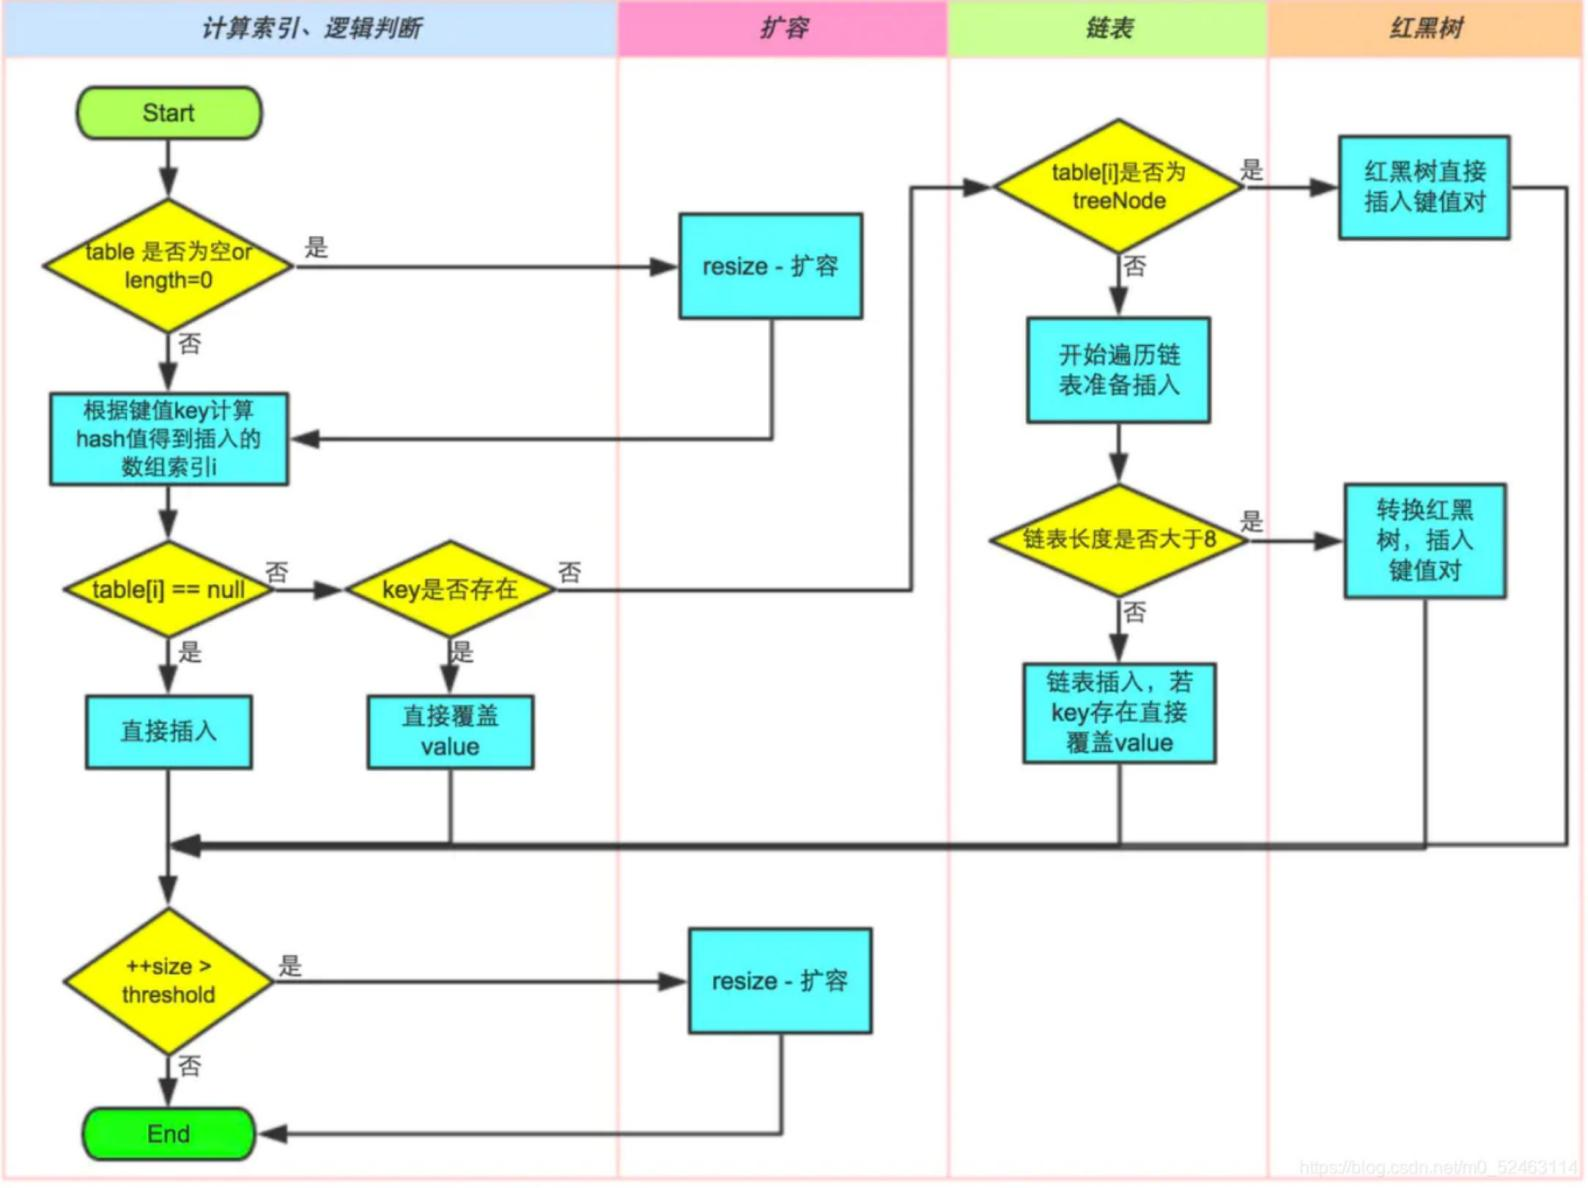 计算索引、逻辑判断
扩容
链表
红黑树
Start
table 是否为空or
length=0
是
否
resize - 扩容
根据键值key计算
hash值得到插入的
数组索引i
table[i] == null
否
是
key是否存在
否
是
直接插入
直接覆盖
value
table[i]是否为
treeNode
是
否
红黑树直接
插入键值对
开始遍历链
表准备插入
链表长度是否大于8
是
否
转换红黑
树，插入
键值对
链表插入，若
key存在直接
覆盖value
++size >
threshold
是
否
resize - 扩容
End
https://blog.csdn.net/m0_52463114